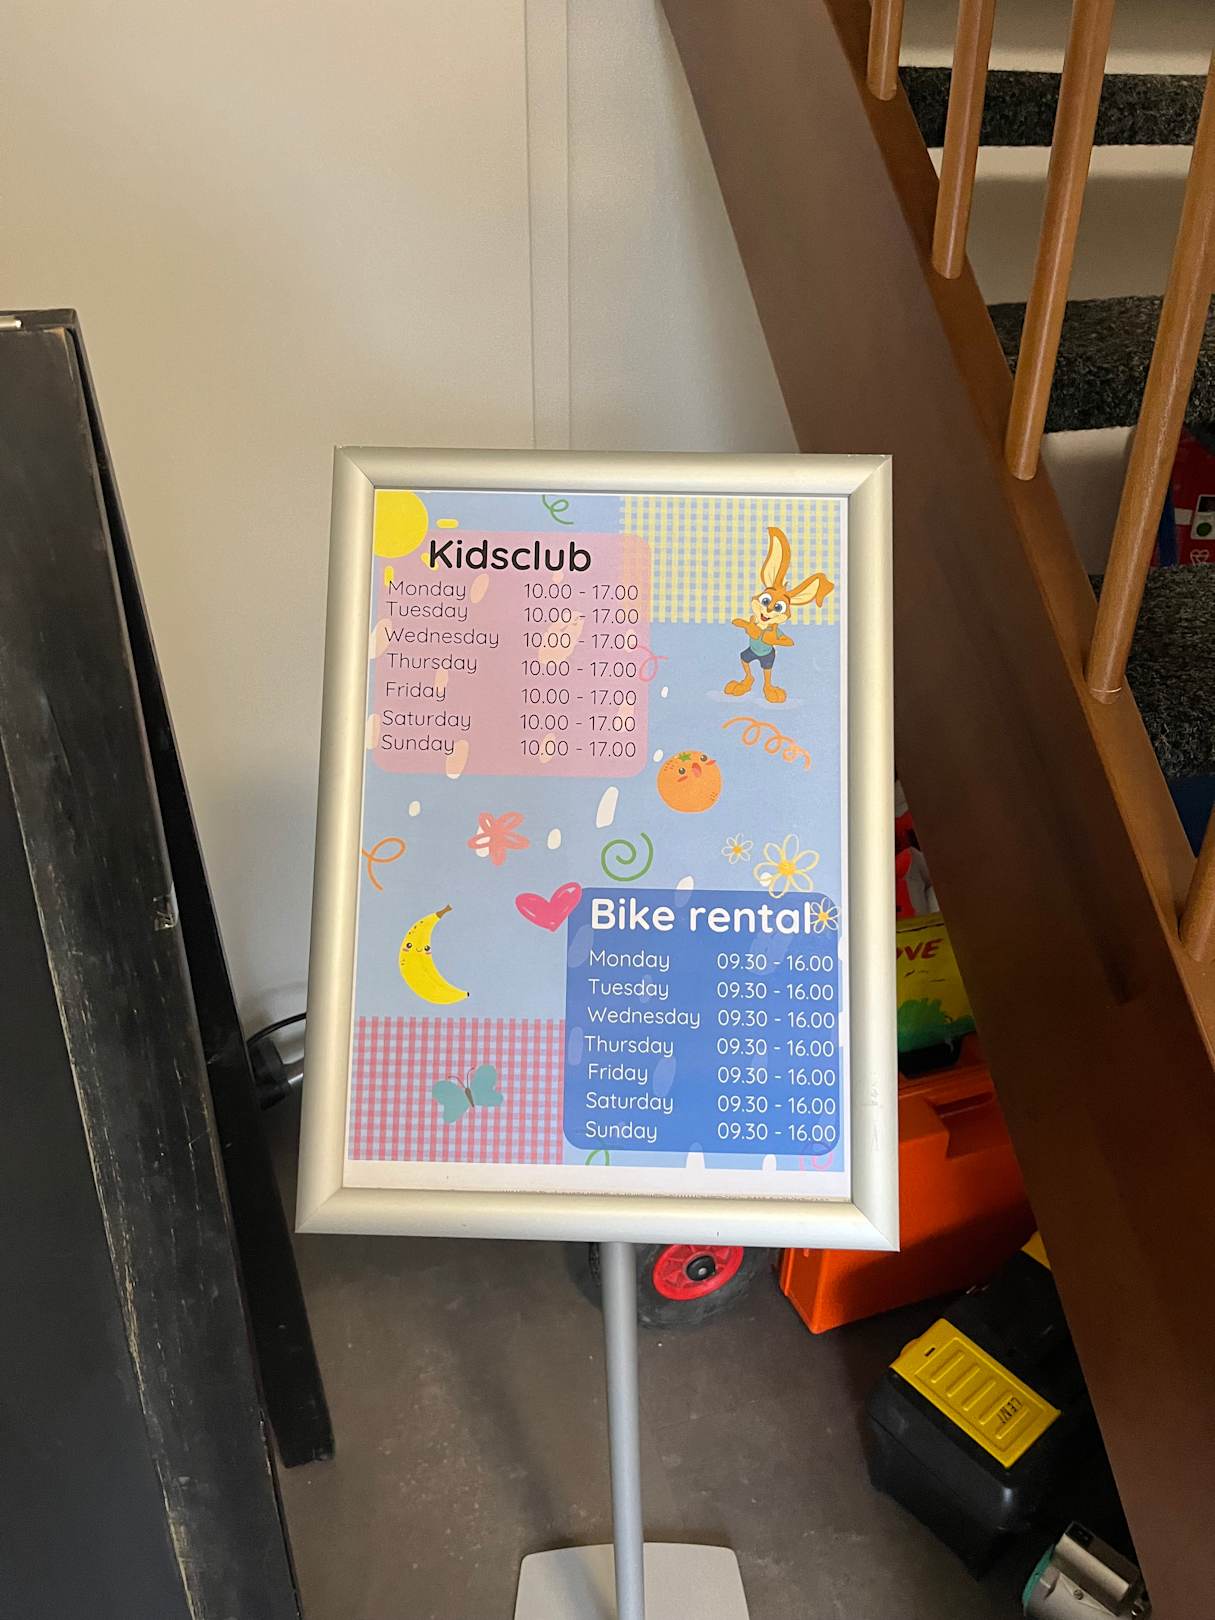 Kidsclub
Monday 10.00 - 17.00
Tuesday 10.00 - 17.00
Wednesday 10.00 - 17.00
Thursday 10.00 - 17.00
Friday 10.00 - 17.00
Saturday 10.00 - 17.00
Sunday 10.00 - 17.00
Bike rental
Monday 09.30 - 16.00
Tuesday 09.30 - 16.00
Wednesday 09.30 - 16.00
Thursday 09.30 - 16.00
Friday 09.30 - 16.00
Saturday 09.30 - 16.00
Sunday 09.30 - 16.00